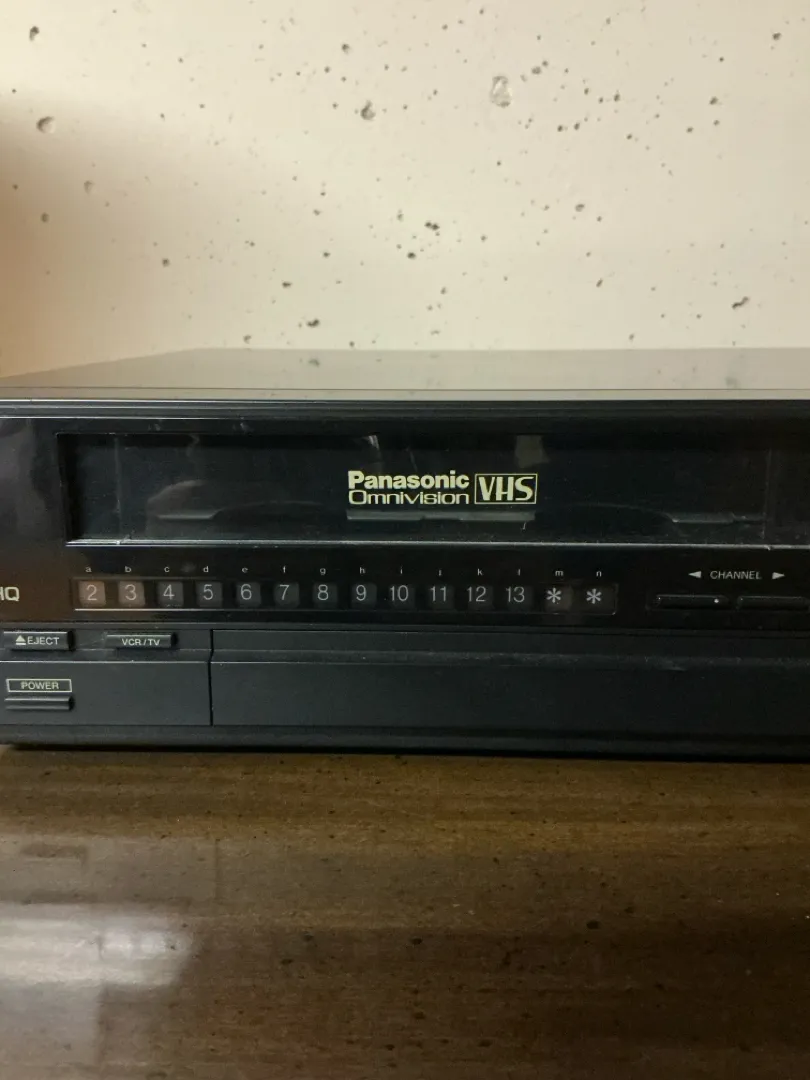 Panasonic
Omnivision VHS
a b c d e f g h i j k l m n
HQ
2 3 4 5 6 7 8 9 10 11 12 13 * *
◄ CHANNEL ►
▲EJECT
VCR/TV
POWER